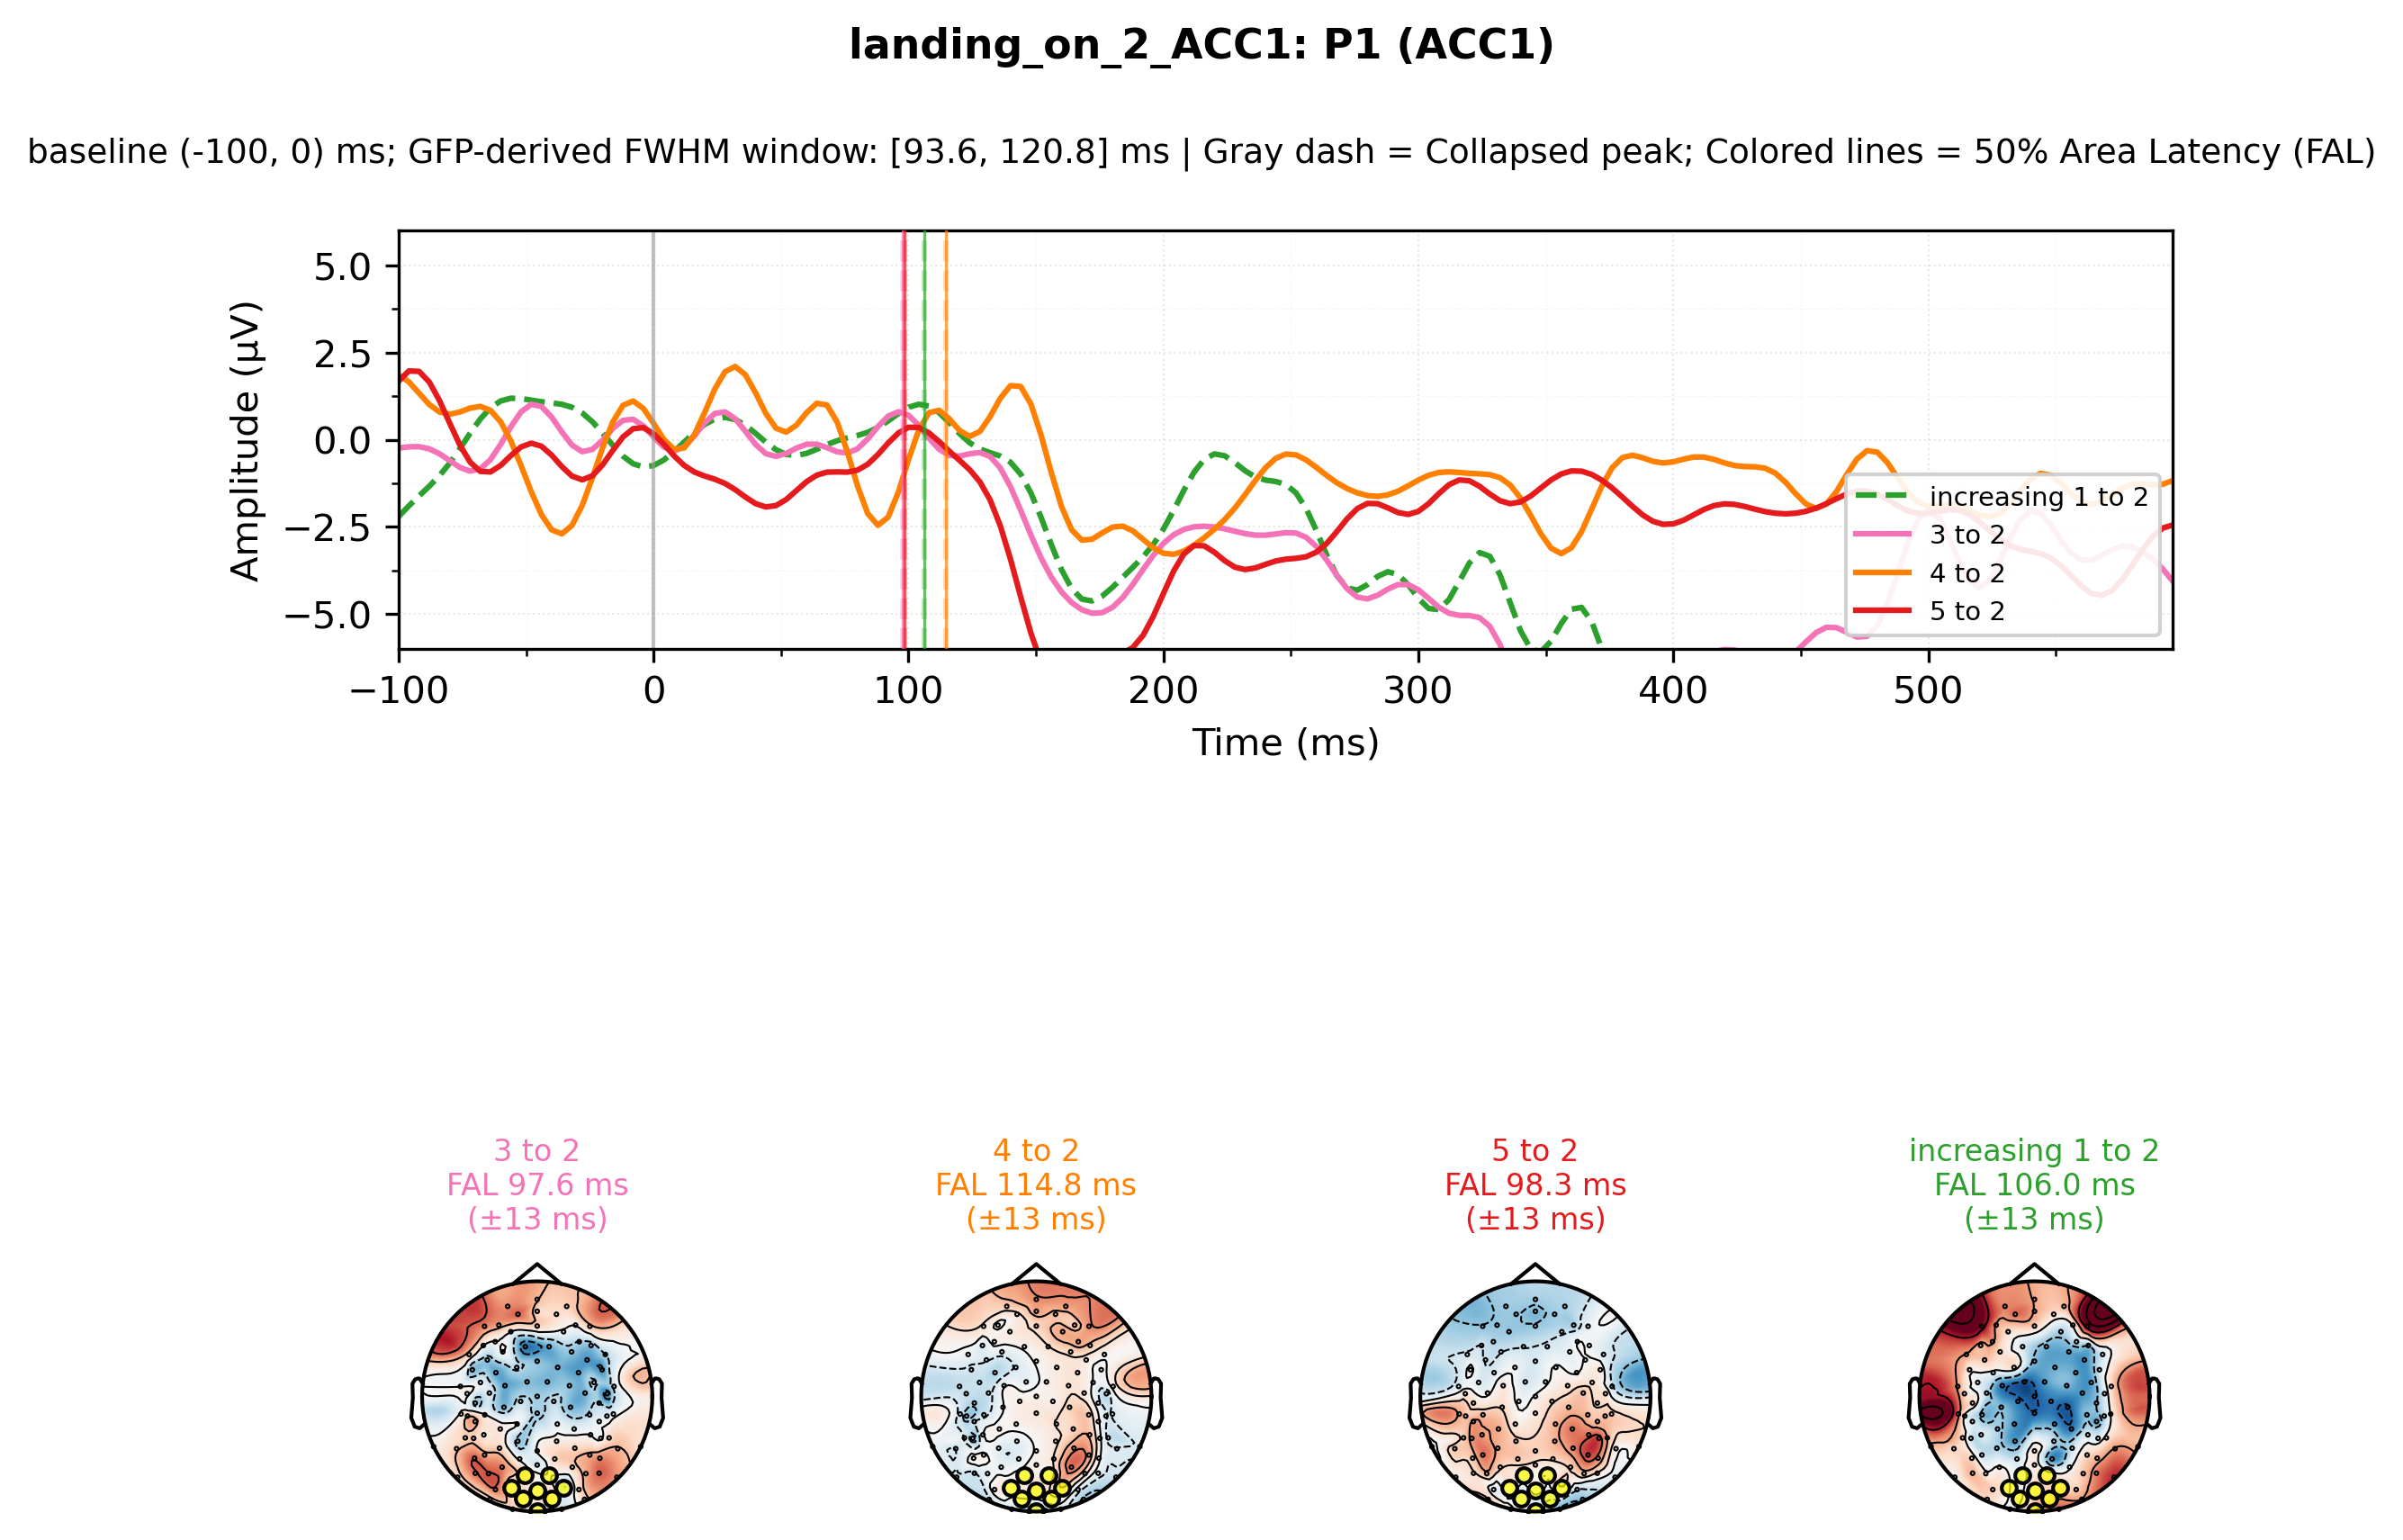 landing_on_2_ACC1: P1 (ACC1)
baseline (-100, 0) ms; GFP-derived FWHM window: [93.6, 120.8] ms | Gray dash = Collapsed peak; Colored lines = 50% Area Latency (FAL)
Amplitude (µV)
5.0
2.5
0.0
−2.5
−5.0
increasing 1 to 2
3 to 2
4 to 2
5 to 2
−100
0
100
200
300
400
500
Time (ms)
3 to 2
FAL 97.6 ms
(±13 ms)
4 to 2
FAL 114.8 ms
(±13 ms)
5 to 2
FAL 98.3 ms
(±13 ms)
increasing 1 to 2
FAL 106.0 ms
(±13 ms)